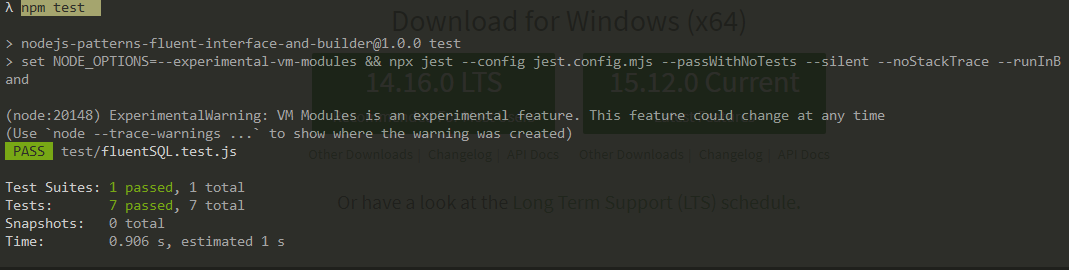 λ npm test
Download for Windows (x64)
> nodejs-patterns-fluent-interface-and-builder@1.0.0 test
> set NODE_OPTIONS=--experimental-vm-modules && npx jest --config jest.config.mjs --passWithNoTests --silent --noStackTrace --runInB
and
14.16.0 LTS
15.12.0 Current
(node:20148) ExperimentalWarning: VM Modules is an experimental feature. This feature could change at any time
(Use `node --trace-warnings ...` to show where the warning was created)
PASS test/fluentSQL.test.js
Other Downloads | Changelog | API Docs
Other Downloads | Changelog | API Docs
Test Suites: 1 passed, 1 total
Tests: 7 passed, 7 total
Or have a look at the Long Term Support (LTS) schedule.
Snapshots: 0 total
Time: 0.906 s, estimated 1 s